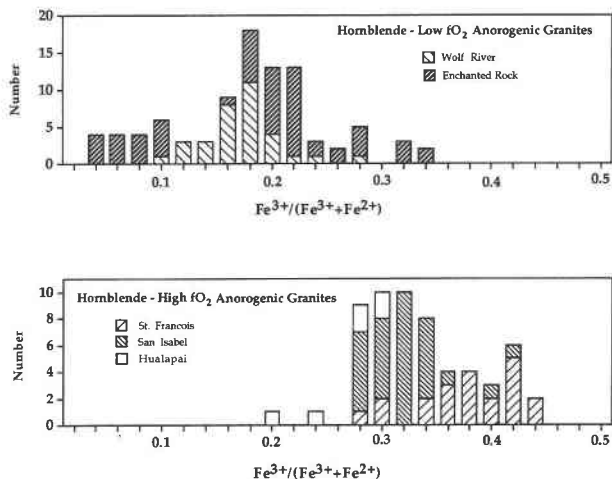 Hornblende - Low fO2 Anorogenic Granites
Wolf River
Enchanted Rock
Number
20
15
10
5
0
0.1 0.2 0.3 0.4 0.5
Fe3+/(Fe3++Fe2+)
Hornblende - High fO2 Anorogenic Granites
St. Francois
San Isabel
Hualapai
Number
10
8
6
4
2
0
0.1 0.2 0.3 0.4 0.5
Fe3+/(Fe3++Fe2+)